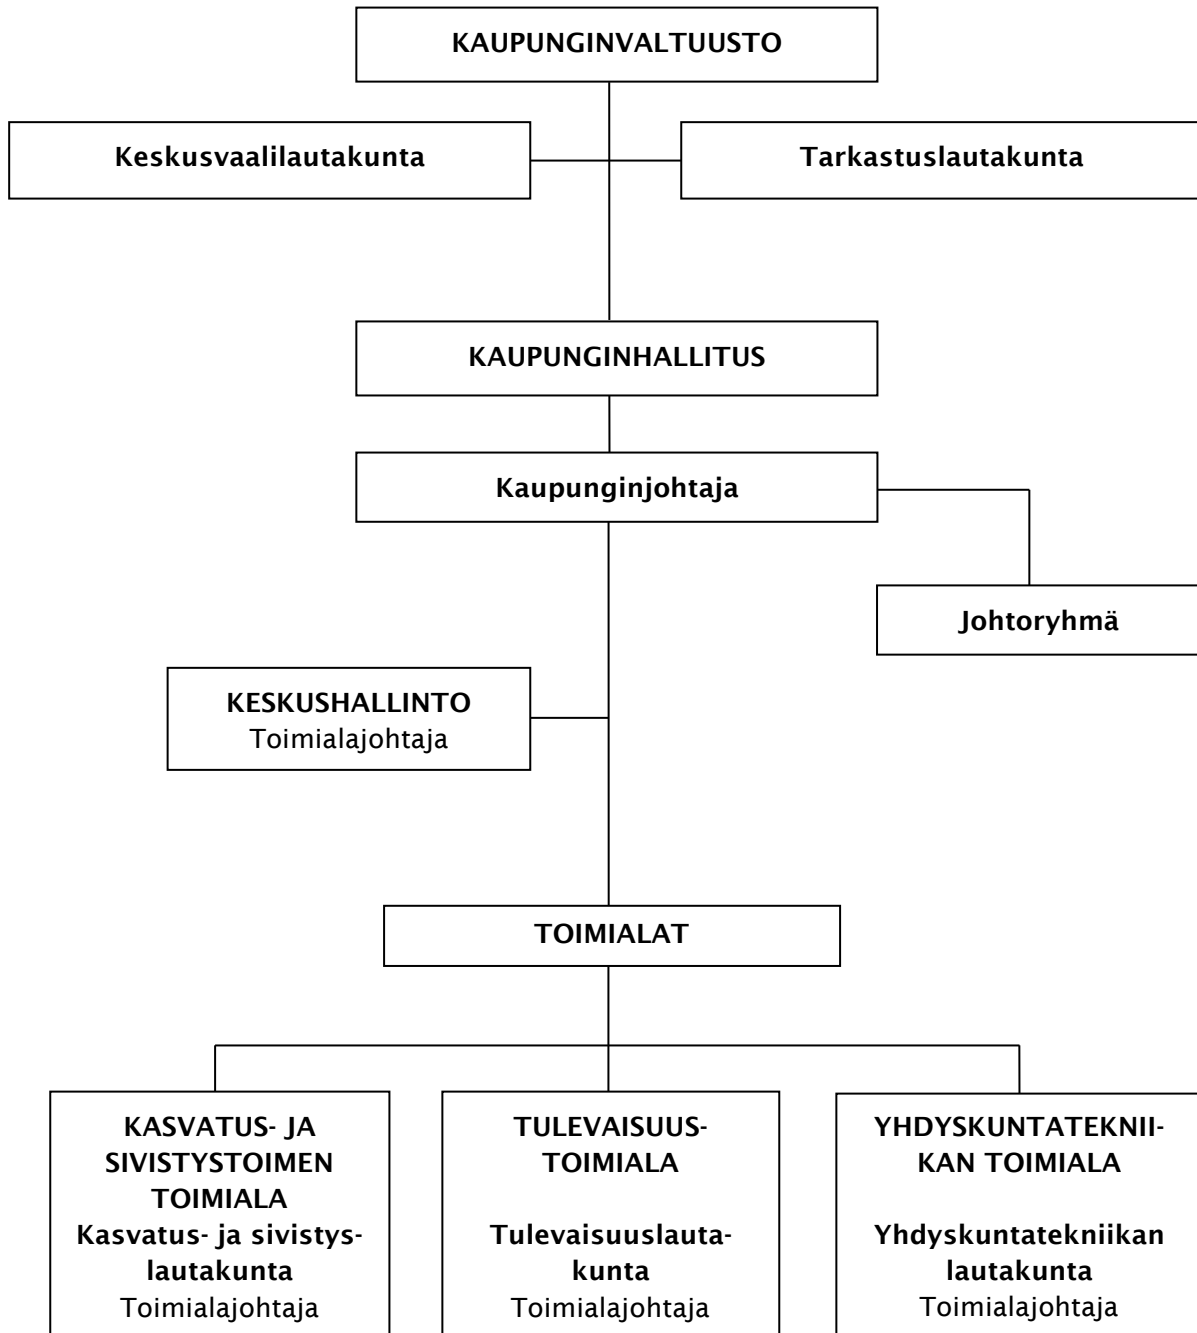 KAUPUNGINVALTUUSTO
Keskusvaalilautakunta
Tarkastuslautakunta
KAUPUNGINHALLITUS
Kaupunginjohtaja
Johtoryhmä
KESKUSHALLINTO
Toimialajohtaja
TOIMIALAT
KASVATUS- JA
SIVISTYSTOIMEN
TOIMIALA
Kasvatus- ja sivistys-
lautakunta
Toimialajohtaja
TULEVAISUUS-
TOIMIALA
Tulevaisuuslauta-
kunta
Toimialajohtaja
YHDYSKUNTATEKNII-
KAN TOIMIALA
Yhdyskuntatekniikan
lautakunta
Toimialajohtaja